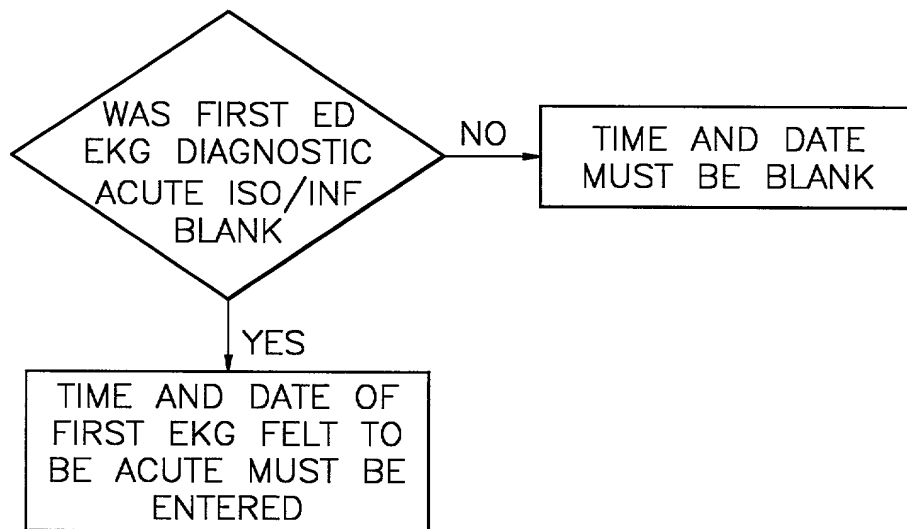 WAS FIRST ED
EKG DIAGNOSTIC
ACUTE ISO/INF
BLANK
NO
TIME AND DATE
MUST BE BLANK
YES
TIME AND DATE OF
FIRST EKG FELT TO
BE ACUTE MUST BE
ENTERED